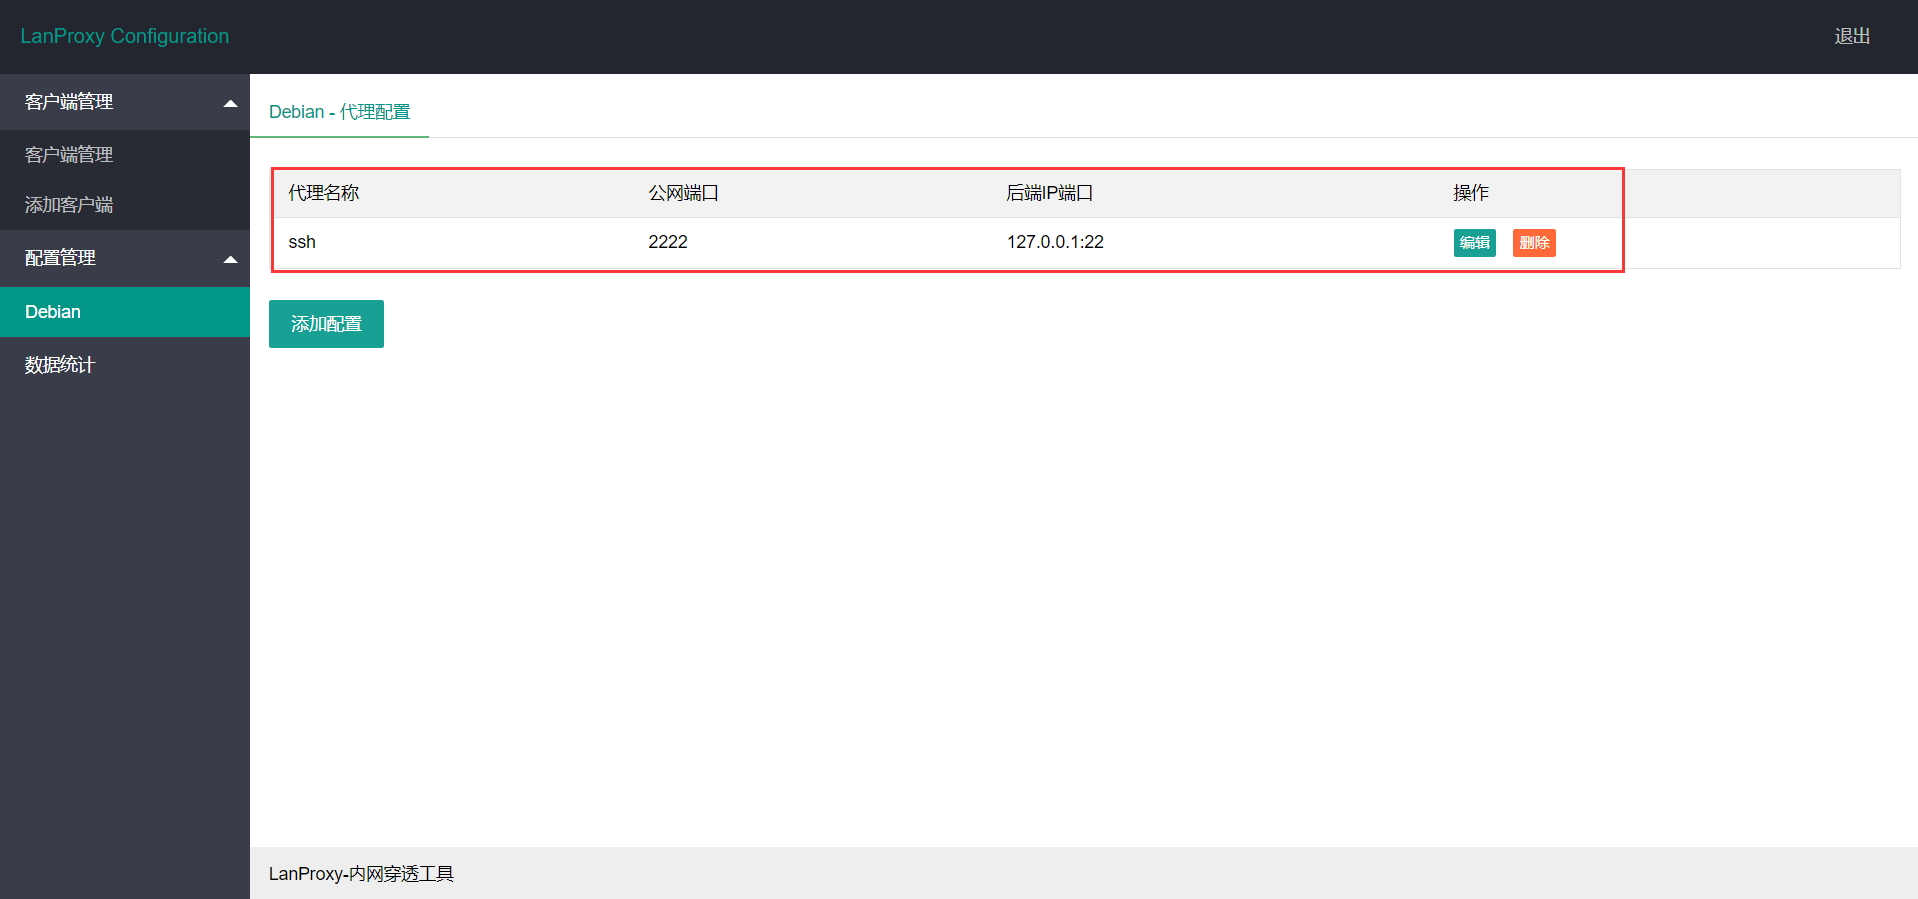 LanProxy Configuration
退出
客户端管理
客户端管理
添加客户端
配置管理
Debian
数据统计
Debian - 代理配置
代理名称 公网端口 后端IP端口 操作
ssh 2222 127.0.0.1:22 编辑 删除
添加配置
LanProxy-内网穿透工具